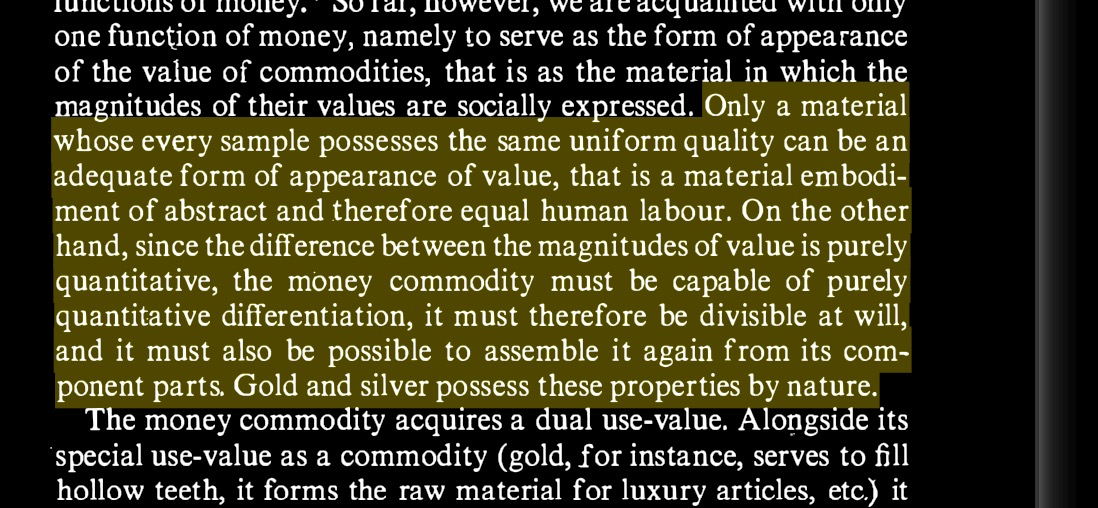 functions of money. So far, however, we are acquainted with only
one function of money, namely to serve as the form of appearance
of the value of commodities, that is as the material in which the
magnitudes of their values are socially expressed. Only a material
whose every sample possesses the same uniform quality can be an
adequate form of appearance of value, that is a material embodi-
ment of abstract and therefore equal human labour. On the other
hand, since the difference between the magnitudes of value is purely
quantitative, the money commodity must be capable of purely
quantitative differentiation, it must therefore be divisible at will,
and it must also be possible to assemble it again from its com-
ponent parts. Gold and silver possess these properties by nature.
The money commodity acquires a dual use-value. Alongside its
special use-value as a commodity (gold, for instance, serves to fill
hollow teeth, it forms the raw material for luxury articles, etc.) it